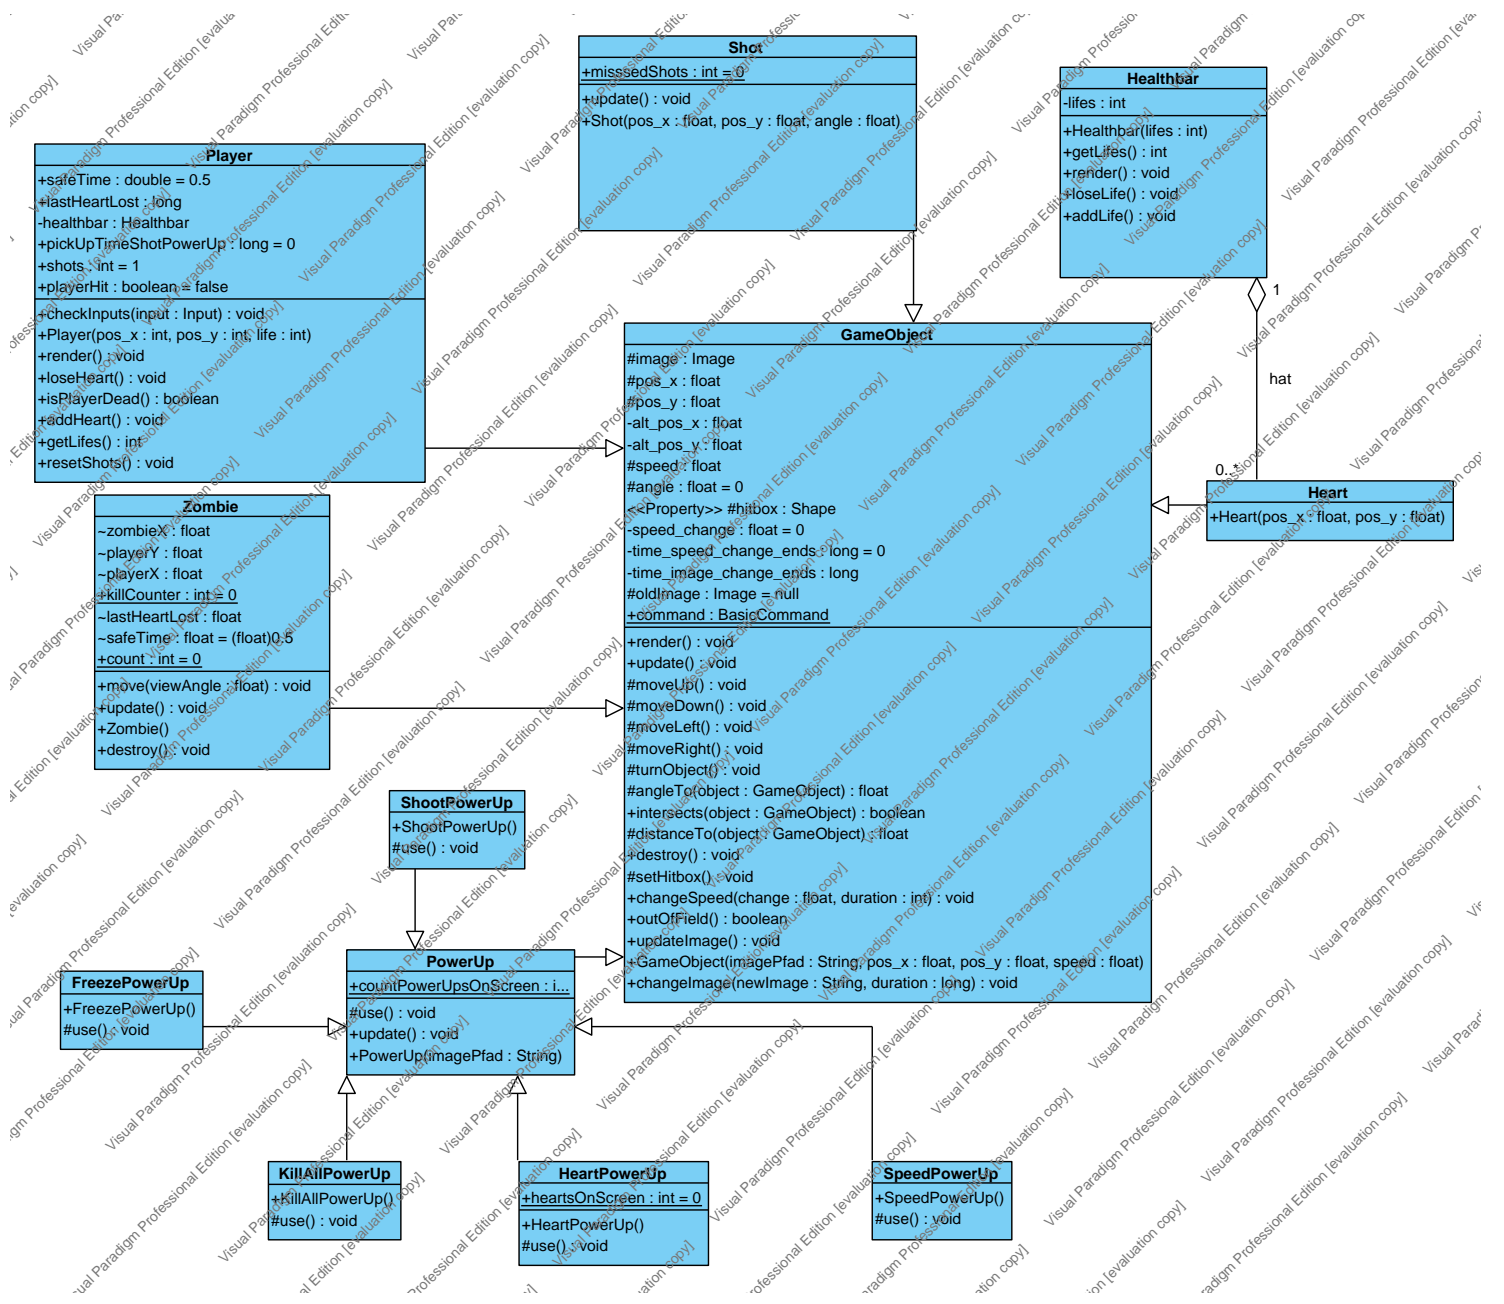 Shot
+misssedShots : int = 0
+update() : void
+Shot(pos_x : float, pos_y : float, angle : float)
Healthbar
-lifes : int
+Healthbar(lifes : int)
+getLifes() : int
+render() : void
+loseLife() : void
+addLife() : void
1
hat
0..*
Player
+safeTime : double = 0.5
+lastHeartLost : long
-healthbar : Healthbar
+pickUpTimeShotPowerUp : long = 0
+shots : int = 1
+playerHit : boolean = false
+checkInputs(input : Input) : void
+Player(pos_x : int, pos_y : int, life : int)
+render() : void
+loseHeart() : void
+isPlayerDead() : boolean
+addHeart() : void
+getLifes() : int
+resetShots() : void
GameObject
#image : Image
#pos_x : float
#pos_y : float
-alt_pos_x : float
-alt_pos_y : float
#speed : float
#angle : float = 0
<<Property>> #hitbox : Shape
-speed_change : float = 0
-time_speed_change_ends : long = 0
-time_image_change_ends : long
#oldImage : Image = null
+command : BasicCommand
+render() : void
+update() : void
#moveUp() : void
#moveDown() : void
#moveLeft() : void
#moveRight() : void
#turnObject() : void
#angleTo(object : GameObject) : float
+intersects(object : GameObject) : boolean
#distanceTo(object : GameObject) : float
+destroy() : void
#setHitbox() : void
+changeSpeed(change : float, duration : int) : void
+outOfField() : boolean
+updateImage() : void
+GameObject(imagePfad : String, pos_x : float, pos_y : float, speed : float)
+changeImage(newImage : String, duration : long) : void
Heart
+Heart(pos_x : float, pos_y : float)
Zombie
~zombieX : float
~playerY : float
~playerX : float
+killCounter : int = 0
~lastHeartLost : float
~safeTime : float = (float)0.5
+count : int = 0
+move(viewAngle : float) : void
+update() : void
+Zombie()
+destroy() : void
ShootPowerUp
+ShootPowerUp()
#use() : void
PowerUp
+countPowerUpsOnScreen : i...
#use() : void
+update() : void
+PowerUp(imagePfad : String)
FreezePowerUp
+FreezePowerUp()
#use() : void
KillAllPowerUp
+KillAllPowerUp()
#use() : void
HeartPowerUp
+heartsOnScreen : int = 0
+HeartPowerUp()
#use() : void
SpeedPowerUp
+SpeedPowerUp()
#use() : void
Visual Paradigm Professional Edition [evaluation copy]